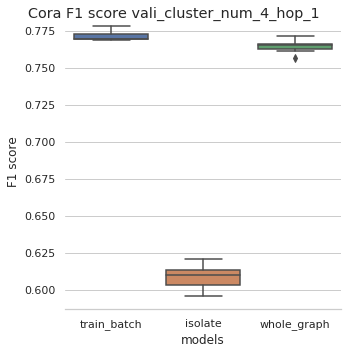 Cora F1 score vali_cluster_num_4_hop_1
0.775
0.750
0.725
0.700
0.675
0.650
0.625
0.600
F1 score
train_batch isolate whole_graph
models